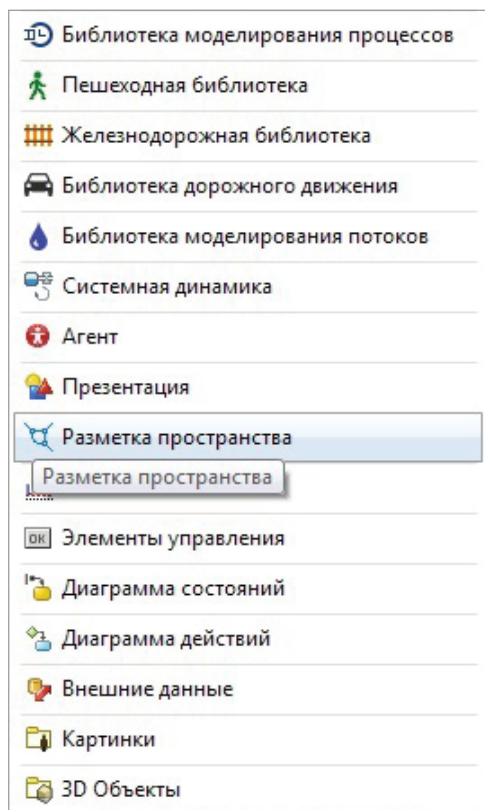 Библиотека моделирования процессов
Пешеходная библиотека
Железнодорожная библиотека
Библиотека дорожного движения
Библиотека моделирования потоков
Системная динамика
Агент
Презентация
Разметка пространства
Разметка пространства
OK Элементы управления
Диаграмма состояний
Диаграмма действий
Внешние данные
Картинки
3D Объекты